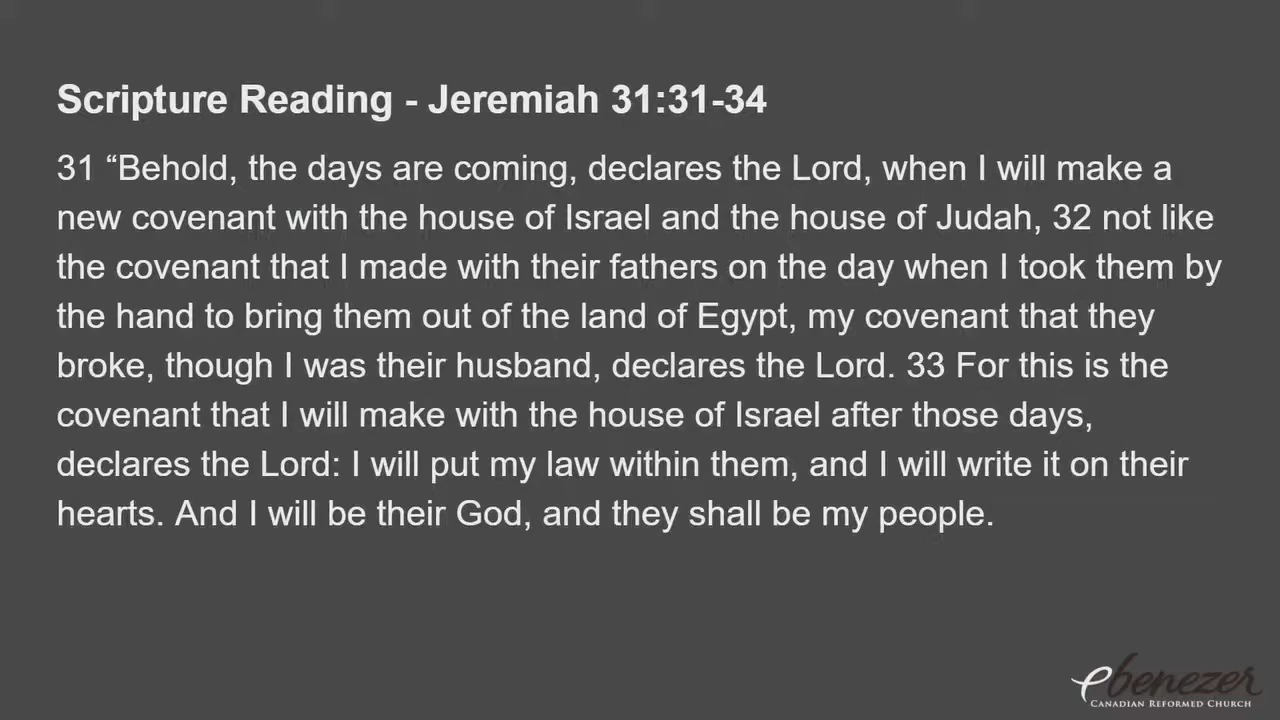 Scripture Reading - Jeremiah 31:31-34
31 “Behold, the days are coming, declares the Lord, when I will make a
new covenant with the house of Israel and the house of Judah, 32 not like
the covenant that I made with their fathers on the day when I took them by
the hand to bring them out of the land of Egypt, my covenant that they
broke, though I was their husband, declares the Lord. 33 For this is the
covenant that I will make with the house of Israel after those days,
declares the Lord: I will put my law within them, and I will write it on their
hearts. And I will be their God, and they shall be my people.
ebenezer
Canadian Reformed Church